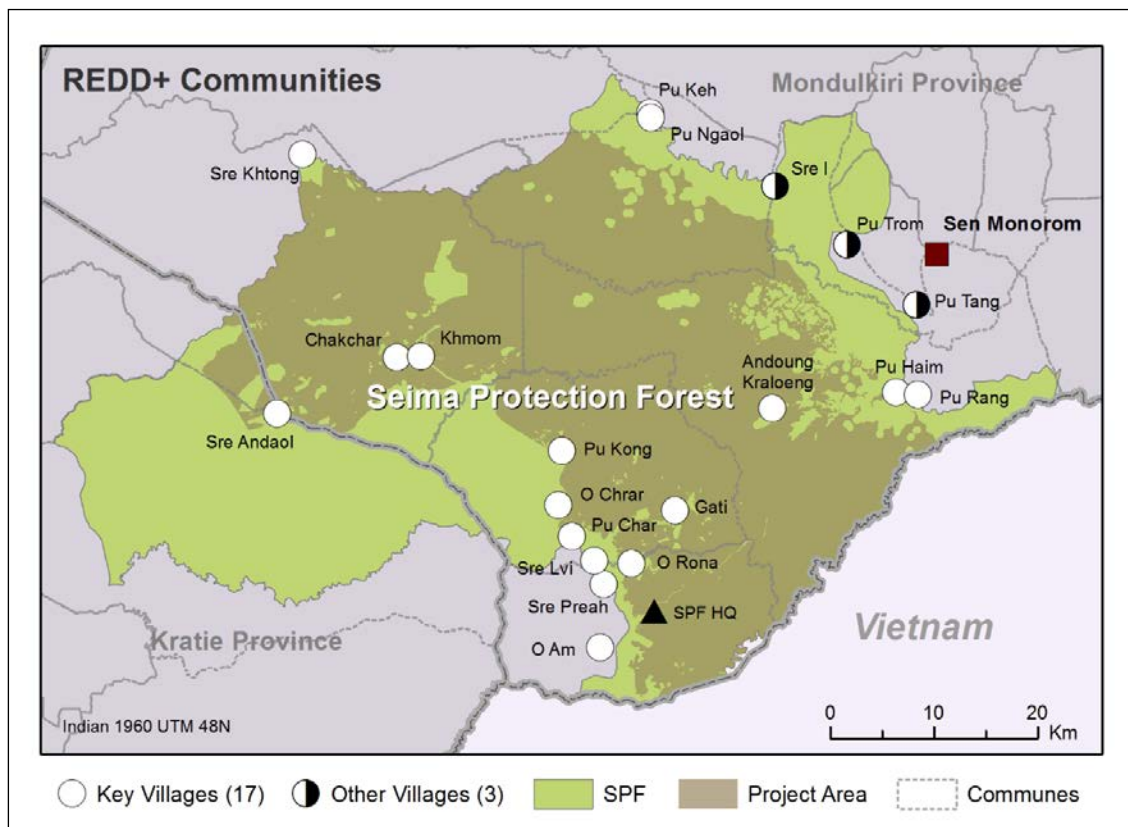 REDD+ Communities
Mondulkiri Province
Pu Keh
Pu Ngaol
Sre Khtong
Sre I
Pu Trom
Sen Monorom
Pu Tang
Chakchar
Khmom
Andoung
Kraloeng
Pu Haim
Pu Rang
Seima Protection Forest
Sre Andaol
Pu Kong
O Chrar
Gati
Pu Char
Sre Lvi
O Rona
Sre Preah
SPF HQ
Kratie Province
O Am
Vietnam
Indian 1960 UTM 48N
0 10 20
Km
Key Villages (17)
Other Villages (3)
SPF
Project Area
Communes